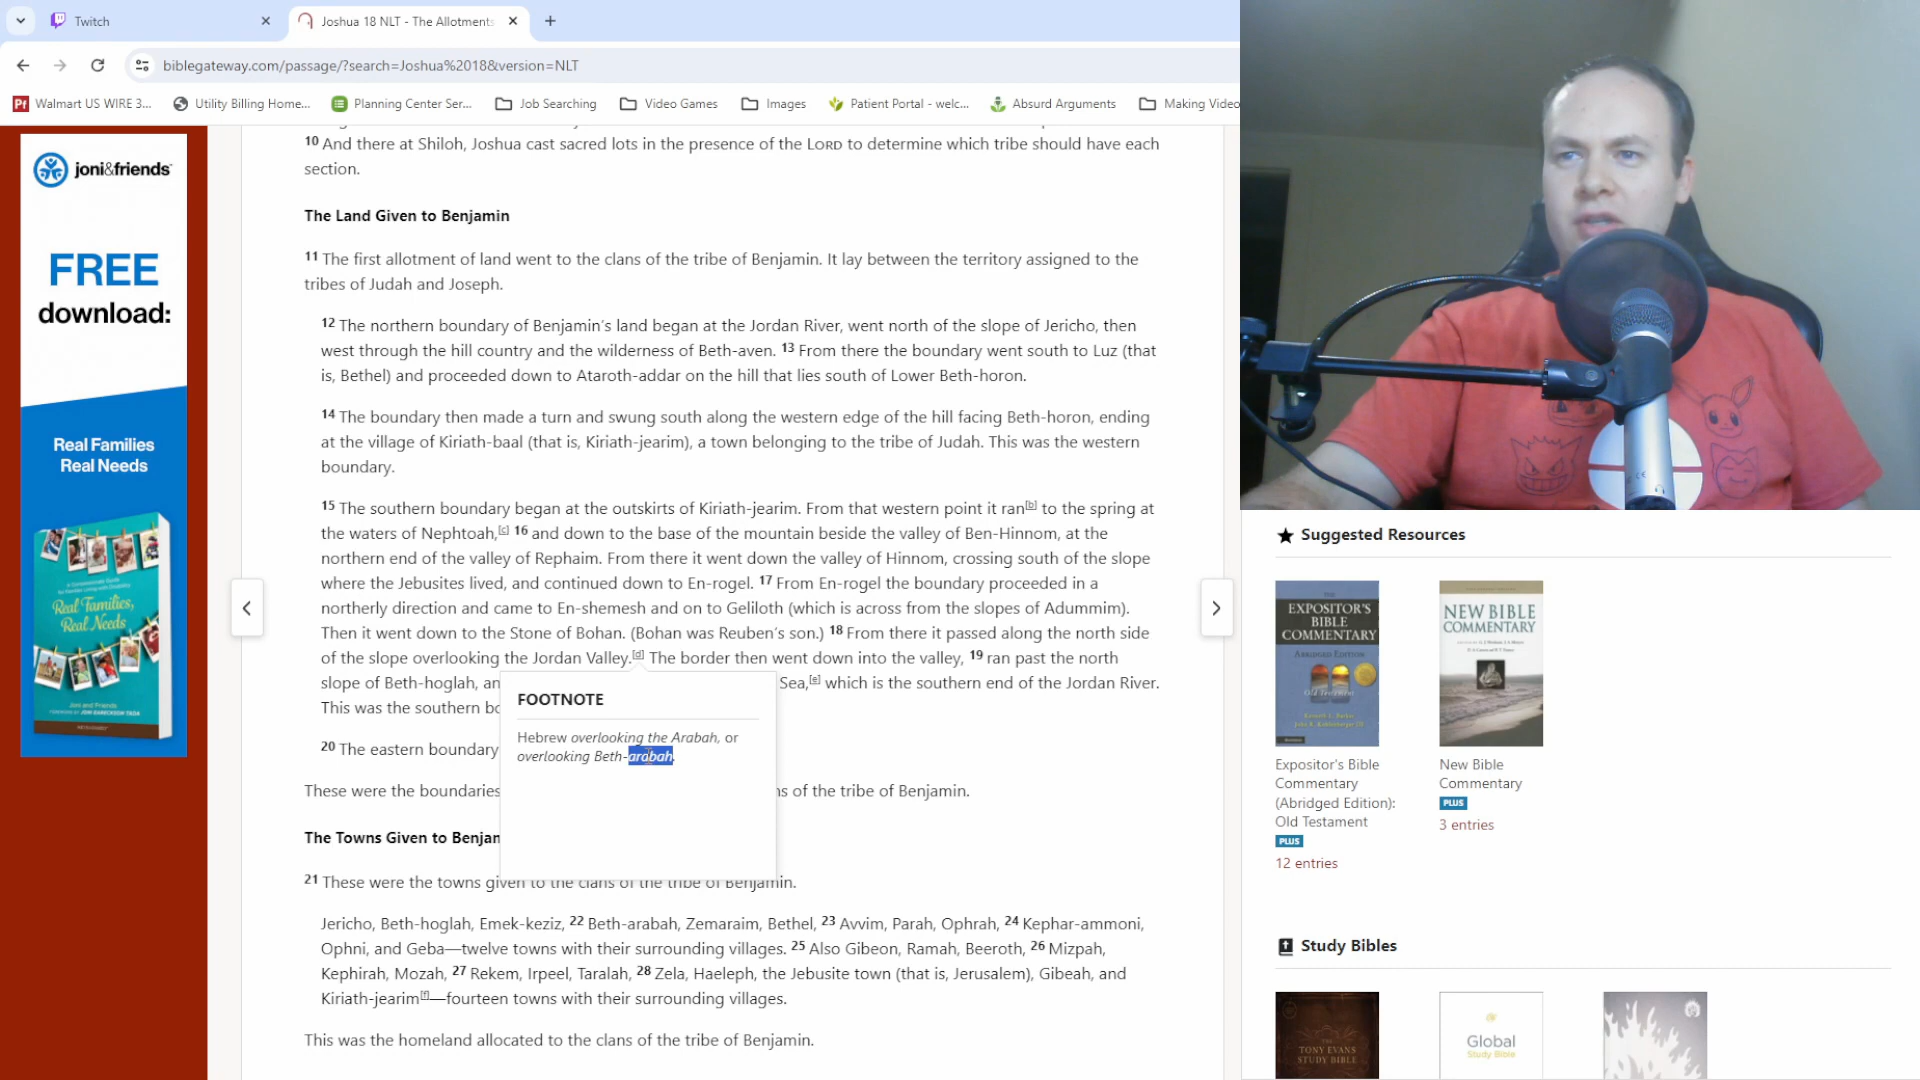 Twitch
Joshua 18 NLT - The Allotments
biblegateway.com/passage/?search=Joshua%2018&version=NLT
Walmart US WIRE 3...
Utility Billing Home...
Planning Center Ser...
Job Searching
Video Games
Images
Patient Portal - welc...
Absurd Arguments
Making Video
joni&friends
FREE
download:
Real Families
Real Needs
Real Families,
Real Needs
Joni and Friends
10 And there at Shiloh, Joshua cast sacred lots in the presence of the LORD to determine which tribe should have each
section.
The Land Given to Benjamin
11 The first allotment of land went to the clans of the tribe of Benjamin. It lay between the territory assigned to the
tribes of Judah and Joseph.
12 The northern boundary of Benjamin's land began at the Jordan River, went north of the slope of Jericho, then
west through the hill country and the wilderness of Beth-aven. 13 From there the boundary went south to Luz (that
is, Bethel) and proceeded down to Ataroth-addar on the hill that lies south of Lower Beth-horon.
14 The boundary then made a turn and swung south along the western edge of the hill facing Beth-horon, ending
at the village of Kiriath-baal (that is, Kiriath-jearim), a town belonging to the tribe of Judah. This was the western
boundary.
15 The southern boundary began at the outskirts of Kiriath-jearim. From that western point it ran[b] to the spring at
the waters of Nephtoah,[c] 16 and down to the base of the mountain beside the valley of Ben-Hinnom, at the
northern end of the valley of Rephaim. From there it went down the valley of Hinnom, crossing south of the slope
where the Jebusites lived, and continued down to En-rogel. 17 From En-rogel the boundary proceeded in a
northerly direction and came to En-shemesh and on to Geliloth (which is across from the slopes of Adummim).
Then it went down to the Stone of Bohan. (Bohan was Reuben's son.) 18 From there it passed along the north side
of the slope overlooking the Jordan Valley.[d] The border then went down into the valley, 19 ran past the north
slope of Beth-hoglah, an Sea,[e] which is the southern end of the Jordan River.
This was the southern bo
20 The eastern boundary
These were the boundaries ns of the tribe of Benjamin.
FOOTNOTE
Hebrew overlooking the Arabah, or
overlooking Beth-arabah.
The Towns Given to Benjam
21 These were the towns given to the clans of the tribe of Benjamin.
Jericho, Beth-hoglah, Emek-keziz, 22 Beth-arabah, Zemaraim, Bethel, 23 Avvim, Parah, Ophrah, 24 Kephar-ammoni,
Ophni, and Geba—twelve towns with their surrounding villages. 25 Also Gibeon, Ramah, Beeroth, 26 Mizpah,
Kephirah, Mozah, 27 Rekem, Irpeel, Taralah, 28 Zela, Haeleph, the Jebusite town (that is, Jerusalem), Gibeah, and
Kiriath-jearim[f]—fourteen towns with their surrounding villages.
This was the homeland allocated to the clans of the tribe of Benjamin.
Suggested Resources
THE
EXPOSITOR'S
BIBLE
COMMENTARY
ABRIDGED EDITION
Old Testament
NEW BIBLE
COMMENTARY
Expositor's Bible
Commentary
(Abridged Edition):
Old Testament
PLUS
12 entries
New Bible
Commentary
PLUS
3 entries
Study Bibles
THE
TONY EVANS
STUDY BIBLE
Global
Study Bible